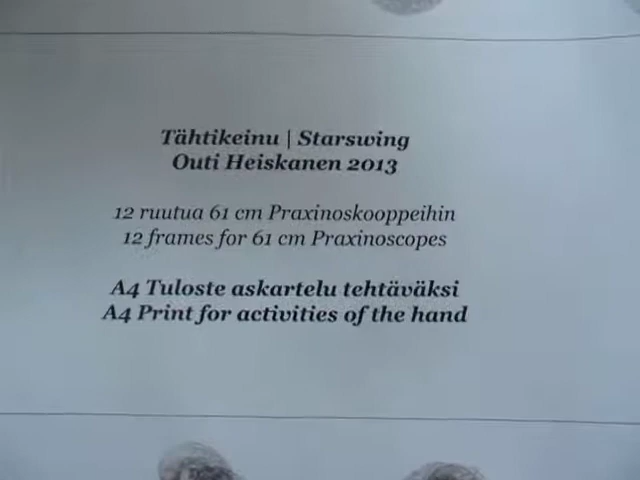 Tähtikeinu | Starswing
Outi Heiskanen 2013
12 ruutua 61 cm Praxinoskooppeihin
12 frames for 61 cm Praxinoscopes
A4 Tuloste askartelu tehtäväksi
A4 Print for activities of the hand